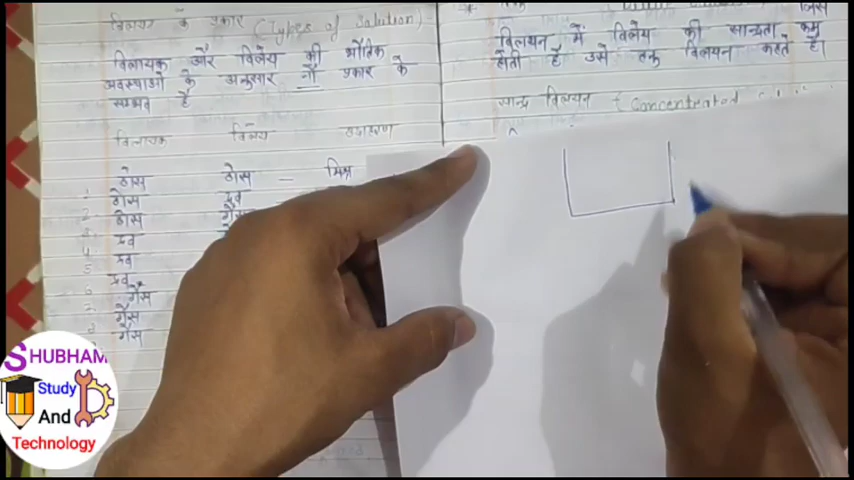 विलयन के प्रकार (Types of solution)
विलायक और विलेय की भौतिक
अवस्थाओ के अनुसार नौ प्रकार के
सम्भव है
विलायक विलेय उदाहरण
ठोस ठोस — मिश्र
ठोस द्रव
ठोस गैस
द्रव
द्रव
द्रव
गैस
गैस
गैस
जिस
विलयन में विलेय की सान्द्रता कम
होती है उसे तनु विलयन कहते है।
सान्द्र विलयन (Concentrated
SHUBHAM
Study
And
Technology